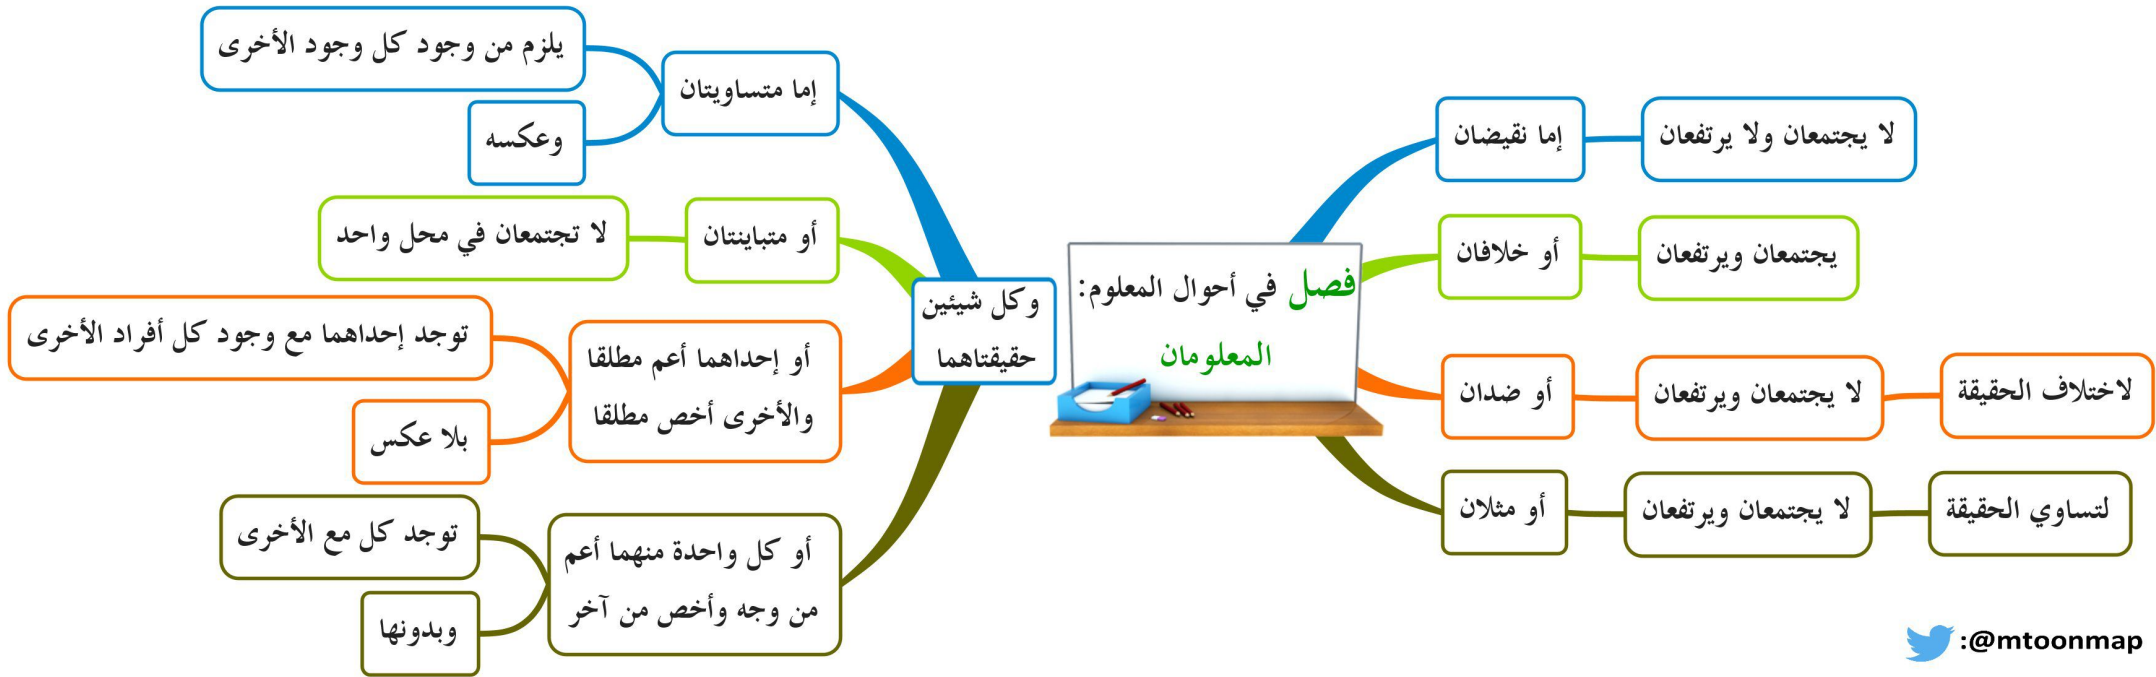 فصل في أحوال المعلوم:
المعلومان
إما نقيضان
لا يجتمعان ولا يرتفعان
أو خلافان
يجتمعان ويرتفعان
أو ضدان
لا يجتمعان ويرتفعان
لاختلاف الحقيقة
أو مثلان
لا يجتمعان ويرتفعان
لتساوي الحقيقة
وكل شيئين
حقيقتاهما
إما متساويتان
يلزم من وجود كل وجود الأخرى
وعكسه
أو متباينتان
لا تجتمعان في محل واحد
أو إحداهما أعم مطلقا
والأخرى أخص مطلقا
توجد إحداهما مع وجود كل أفراد الأخرى
بلا عكس
أو كل واحدة منهما أعم
من وجه وأخص من آخر
توجد كل مع الأخرى
وبدونها
:@mtoonmap